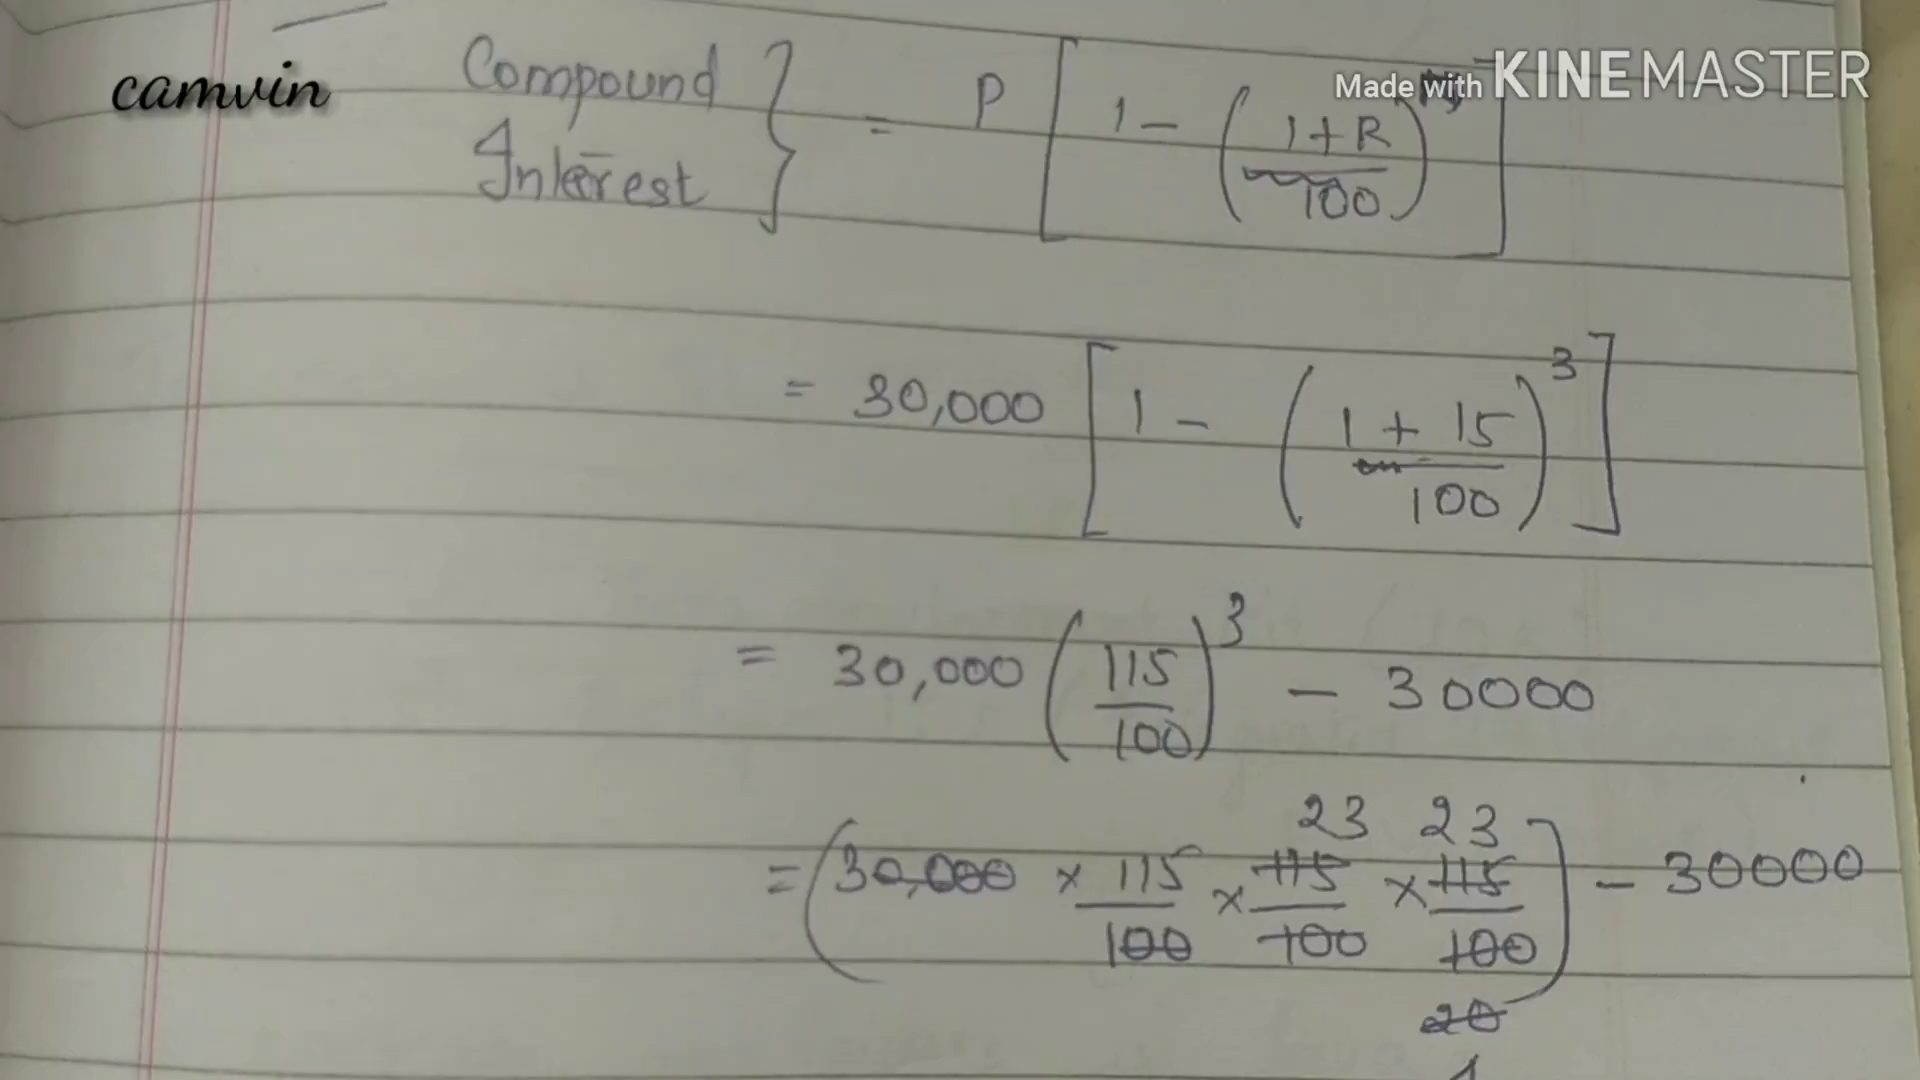 camvin
Made with KINEMASTER
Compound Interest } = P [ 1 - ( 1 + R / 100 )ⁿ ]
= 30,000 [ 1 - ( 1 + 15 / 100 )³ ]
= 30,000 ( 115 / 100 )³ - 30000
23 23
= ( 30,000 × 115 / 100 × 115 / 100 × 115 / 100 ) - 30000
20